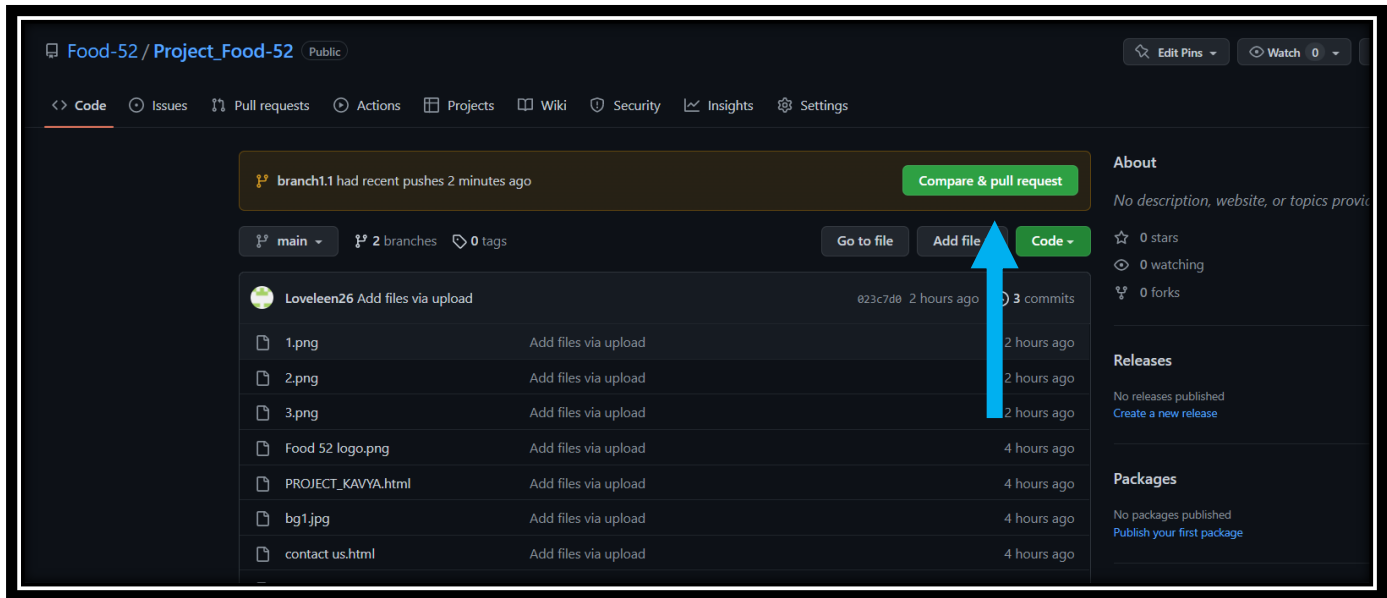 Food-52 / Project_Food-52 Public
Edit Pins Watch 0
Code Issues Pull requests Actions Projects Wiki Security Insights Settings
branch1.1 had recent pushes 2 minutes ago Compare & pull request
main 2 branches 0 tags Go to file Add file Code
Loveleen26 Add files via upload 023c7d0 2 hours ago 3 commits
1.png Add files via upload 2 hours ago
2.png Add files via upload 2 hours ago
3.png Add files via upload 2 hours ago
Food 52 logo.png Add files via upload 4 hours ago
PROJECT_KAVYA.html Add files via upload 4 hours ago
bg1.jpg Add files via upload 4 hours ago
contact us.html Add files via upload 4 hours ago
About
No description, website, or topics
0 stars
0 watching
0 forks
Releases
No releases published
Create a new release
Packages
No packages published
Publish your first package